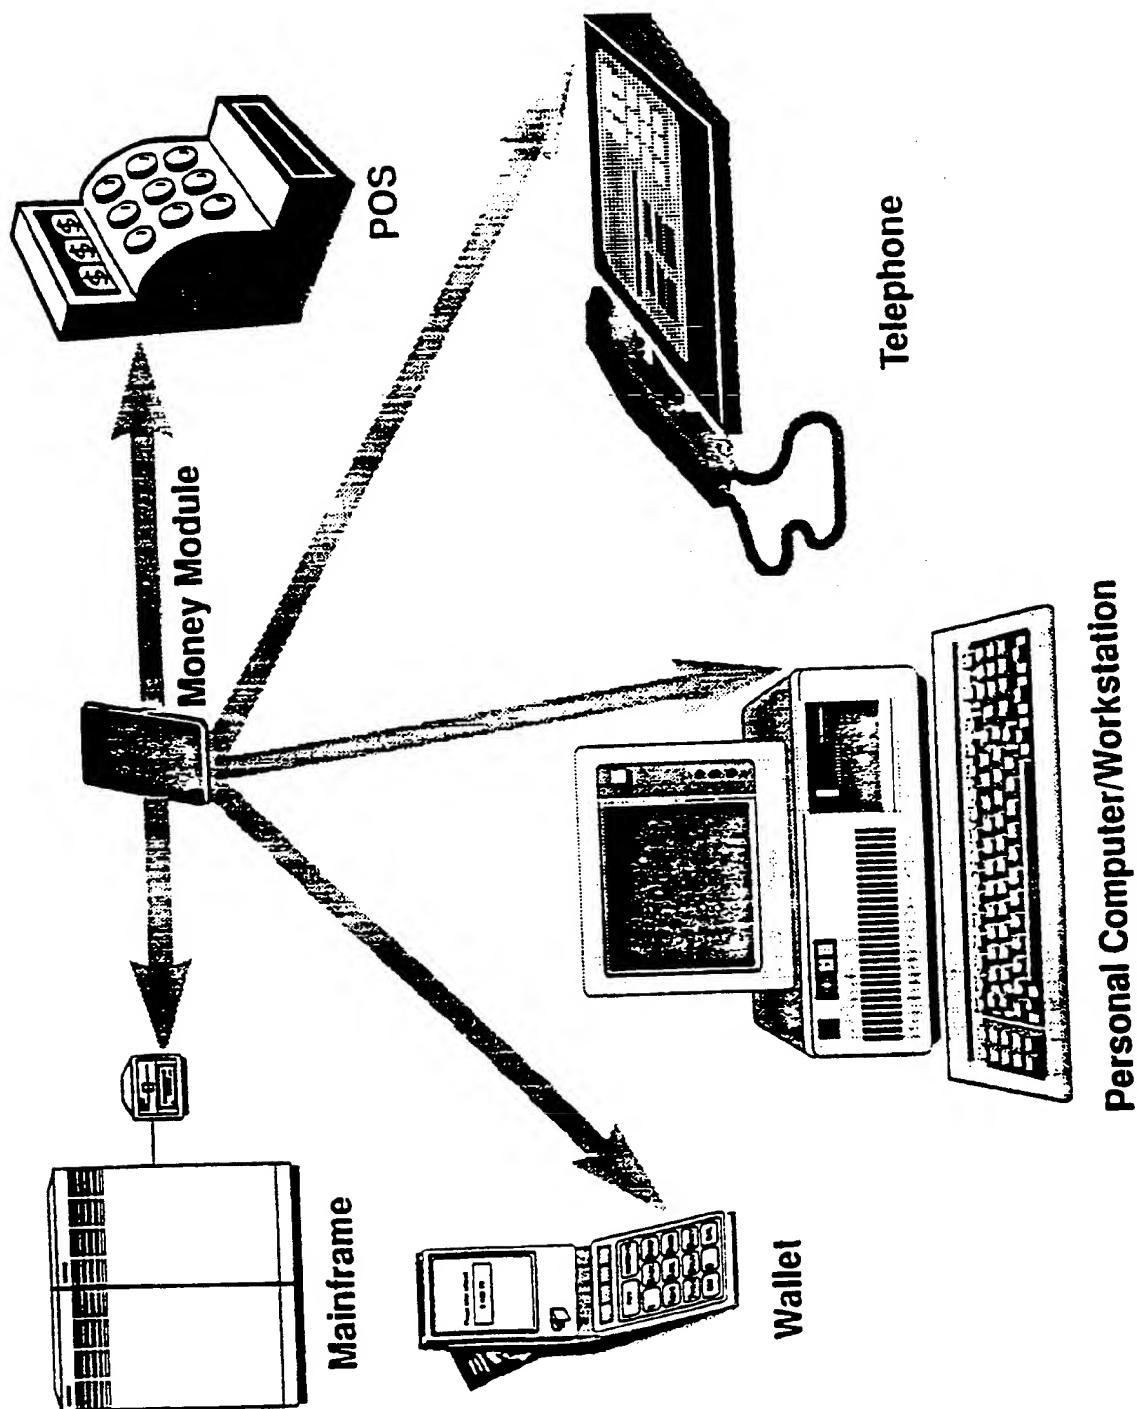 Mainframe
Money Module
POS
$ $ $
Wallet
Personal Computer/Workstation
Telephone